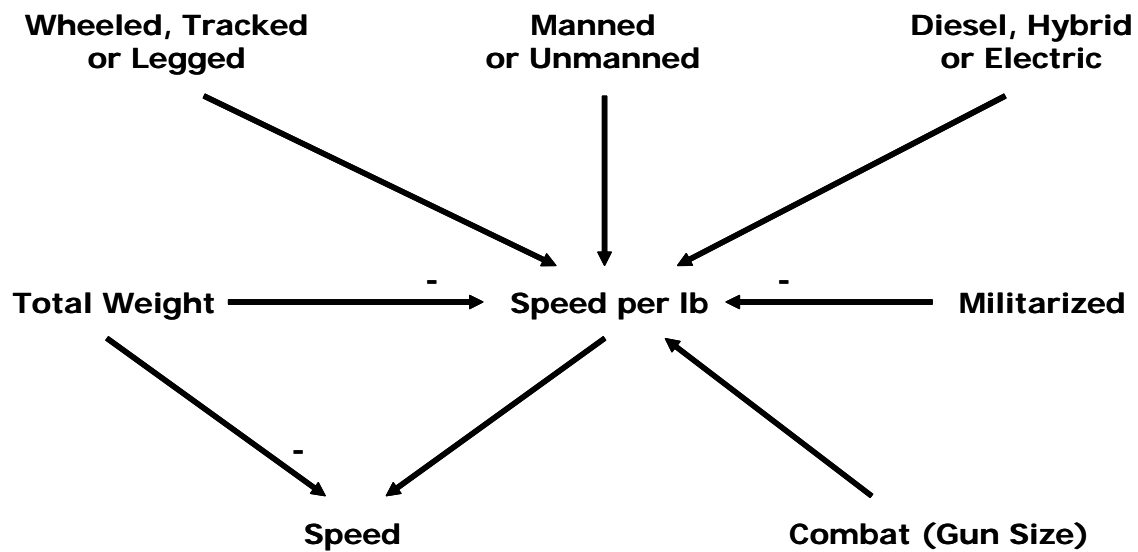 Wheeled, Tracked
or Legged
Manned
or Unmanned
Diesel, Hybrid
or Electric
-
-
Total Weight
Speed per lb
Militarized
-
Speed
Combat (Gun Size)